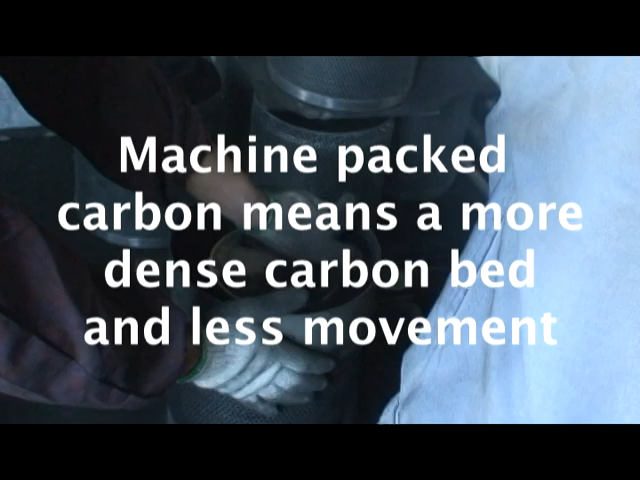 Machine packed
carbon means a more
dense carbon bed
and less movement